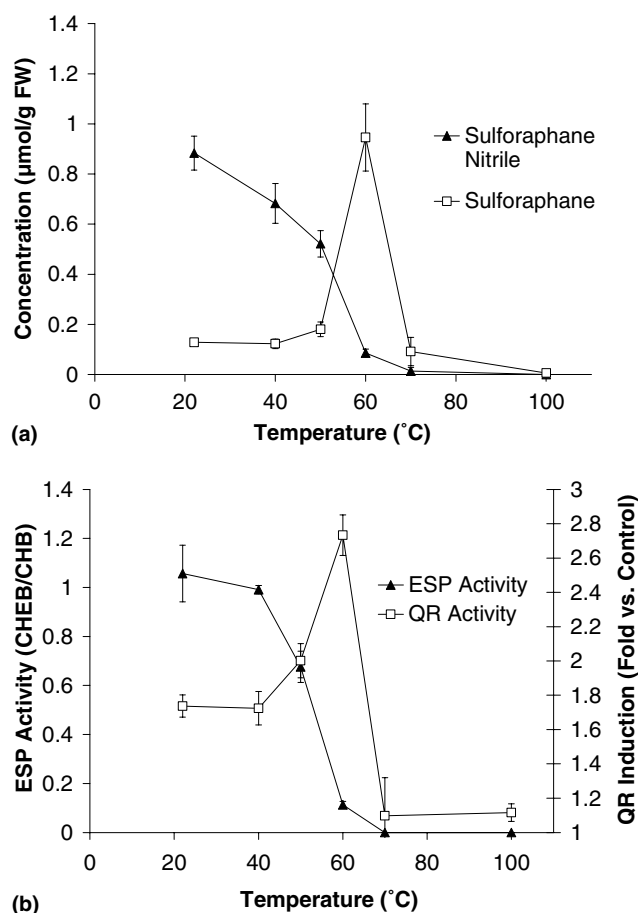 1.4
1.2
1
0.8
0.6
0.4
0.2
0
Concentration (µmol/g FW)
Sulforaphane
Nitrile
Sulforaphane
0 20 40 60 80 100
Temperature (˚C)
(a)
1.4
1.2
1
0.8
0.6
0.4
0.2
0
ESP Activity (CHEB/CHB)
ESP Activity
QR Activity
3
2.8
2.6
2.4
2.2
2
1.8
1.6
1.4
1.2
1
QR Induction (Fold vs. Control)
0 20 40 60 80 100
Temperature (˚C)
(b)